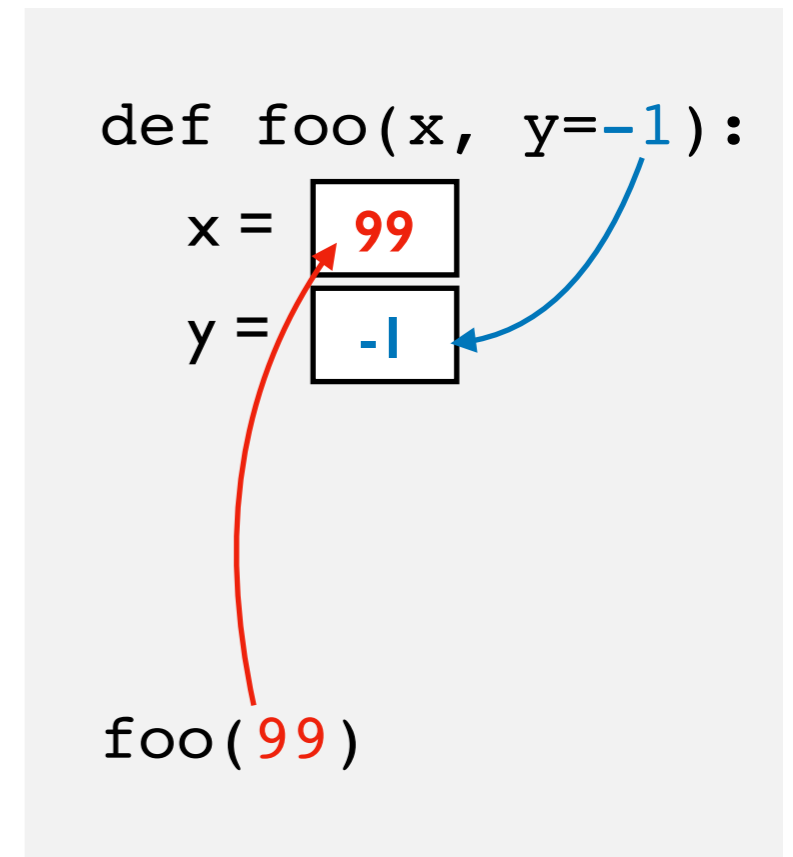 def foo(x, y=-1):
x = 99
y = -1
foo(99)